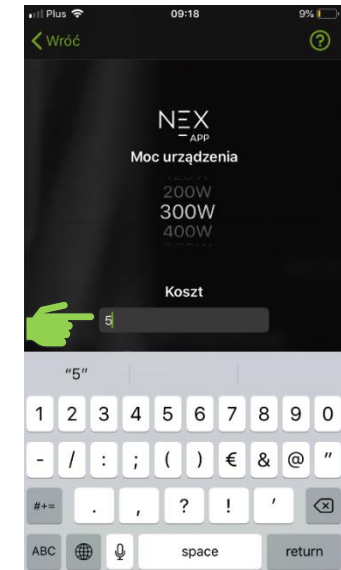 Plus 09:18 9%
Wróć ?
NEX
APP
Moc urządzenia
200W
300W
400W
Koszt
5
"5"
1 2 3 4 5 6 7 8 9 0
- / : ; ( ) € & @ "
#+= . , ? ! '
ABC space return